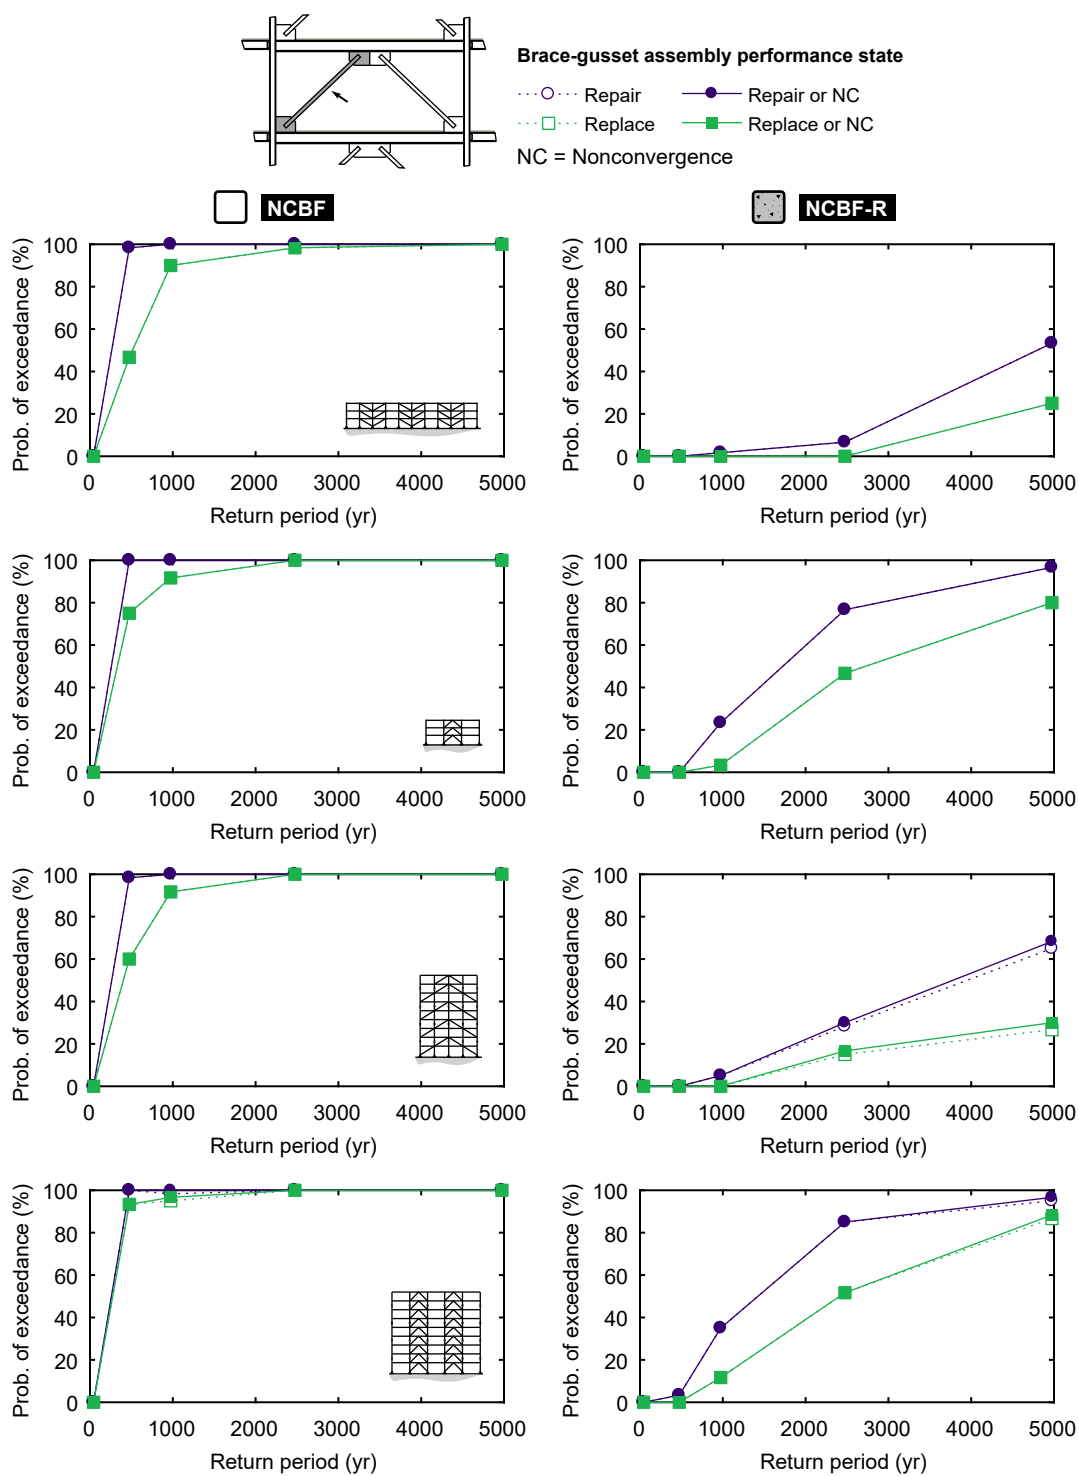 Brace-gusset assembly performance state
Repair
Repair or NC
Replace
Replace or NC
NC = Nonconvergence
NCBF
NCBF-R
Prob. of exceedance (%)
100
80
60
40
20
0
0 1000 2000 3000 4000 5000
Return period (yr)
Prob. of exceedance (%)
100
80
60
40
20
0
0 1000 2000 3000 4000 5000
Return period (yr)
Prob. of exceedance (%)
100
80
60
40
20
0
0 1000 2000 3000 4000 5000
Return period (yr)
Prob. of exceedance (%)
100
80
60
40
20
0
0 1000 2000 3000 4000 5000
Return period (yr)
Prob. of exceedance (%)
100
80
60
40
20
0
0 1000 2000 3000 4000 5000
Return period (yr)
Prob. of exceedance (%)
100
80
60
40
20
0
0 1000 2000 3000 4000 5000
Return period (yr)
Prob. of exceedance (%)
100
80
60
40
20
0
0 1000 2000 3000 4000 5000
Return period (yr)
Prob. of exceedance (%)
100
80
60
40
20
0
0 1000 2000 3000 4000 5000
Return period (yr)